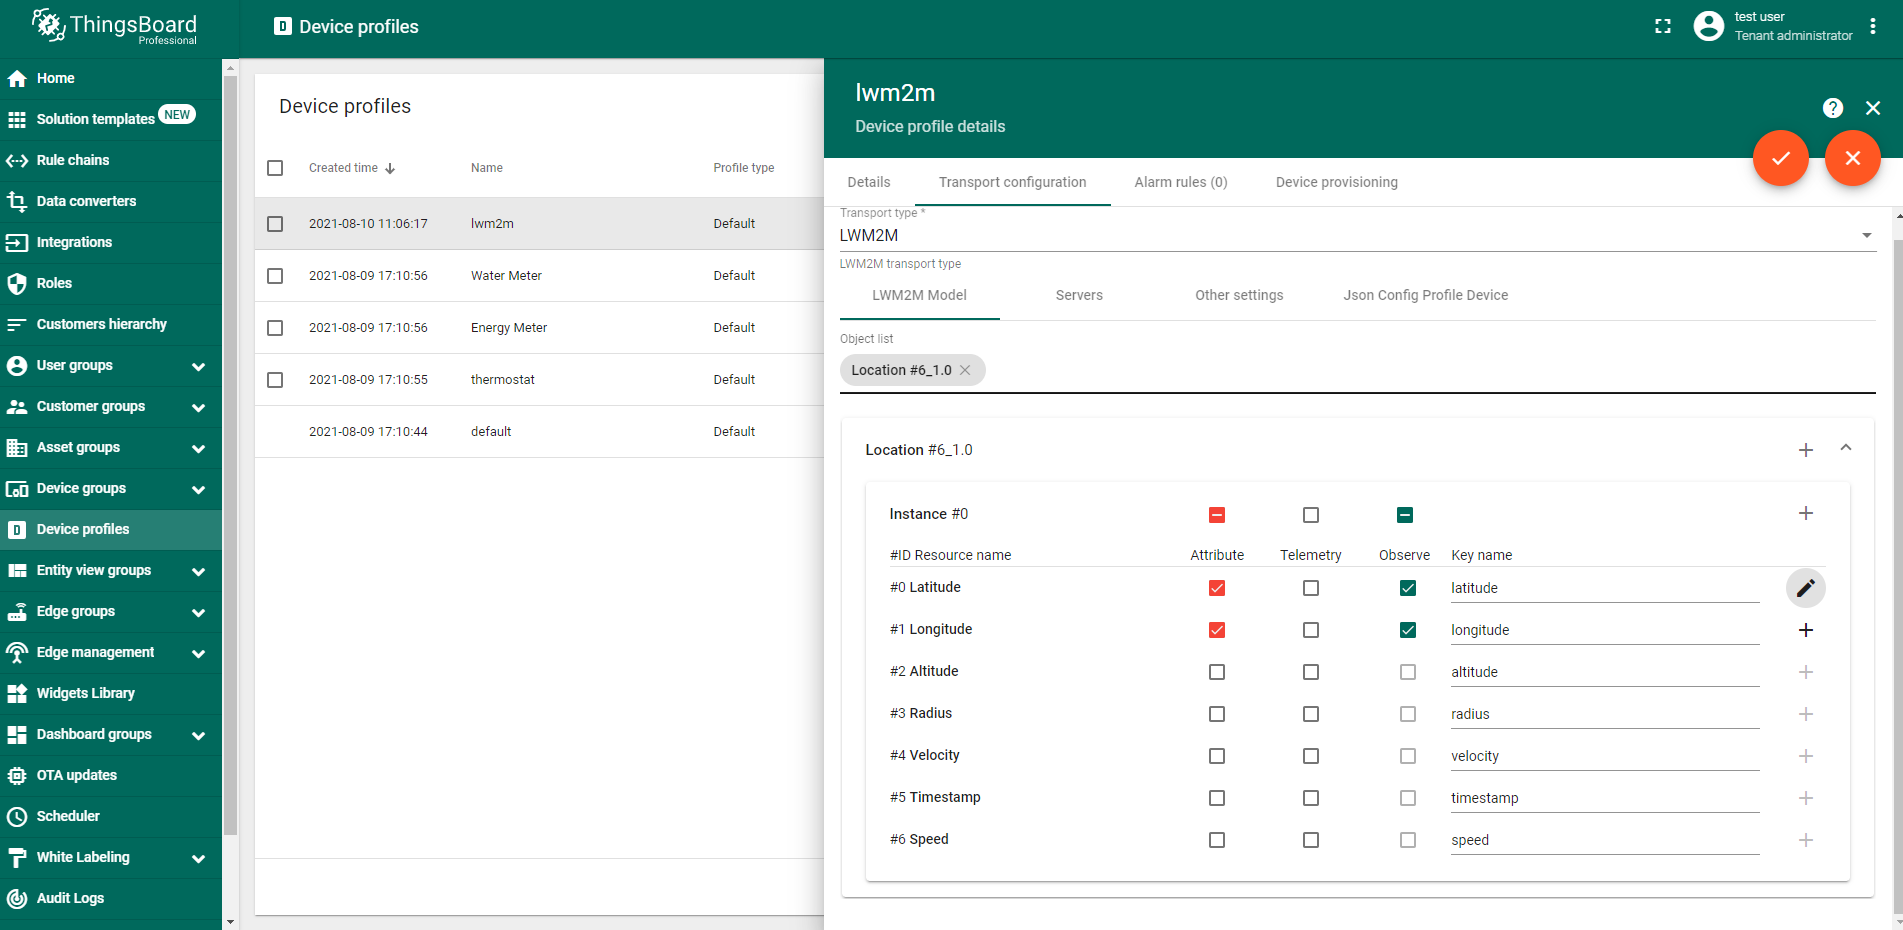 ThingsBoard
Professional
Device profiles
test user
Tenant administrator
Home
Solution templates NEW
Rule chains
Data converters
Integrations
Roles
Customers hierarchy
User groups
Customer groups
Asset groups
Device groups
Device profiles
Entity view groups
Edge groups
Edge management
Widgets Library
Dashboard groups
OTA updates
Scheduler
White Labeling
Audit Logs
Device profiles
Created time Name Profile type
2021-08-10 11:06:17 lwm2m Default
2021-08-09 17:10:56 Water Meter Default
2021-08-09 17:10:56 Energy Meter Default
2021-08-09 17:10:55 thermostat Default
2021-08-09 17:10:44 default Default
lwm2m
Device profile details
Details Transport configuration Alarm rules (0) Device provisioning
Transport type *
LWM2M
LWM2M transport type
LWM2M Model Servers Other settings Json Config Profile Device
Object list
Location #6_1.0
Location #6_1.0
Instance #0
#ID Resource name Attribute Telemetry Observe Key name
#0 Latitude latitude
#1 Longitude longitude
#2 Altitude altitude
#3 Radius radius
#4 Velocity velocity
#5 Timestamp timestamp
#6 Speed speed